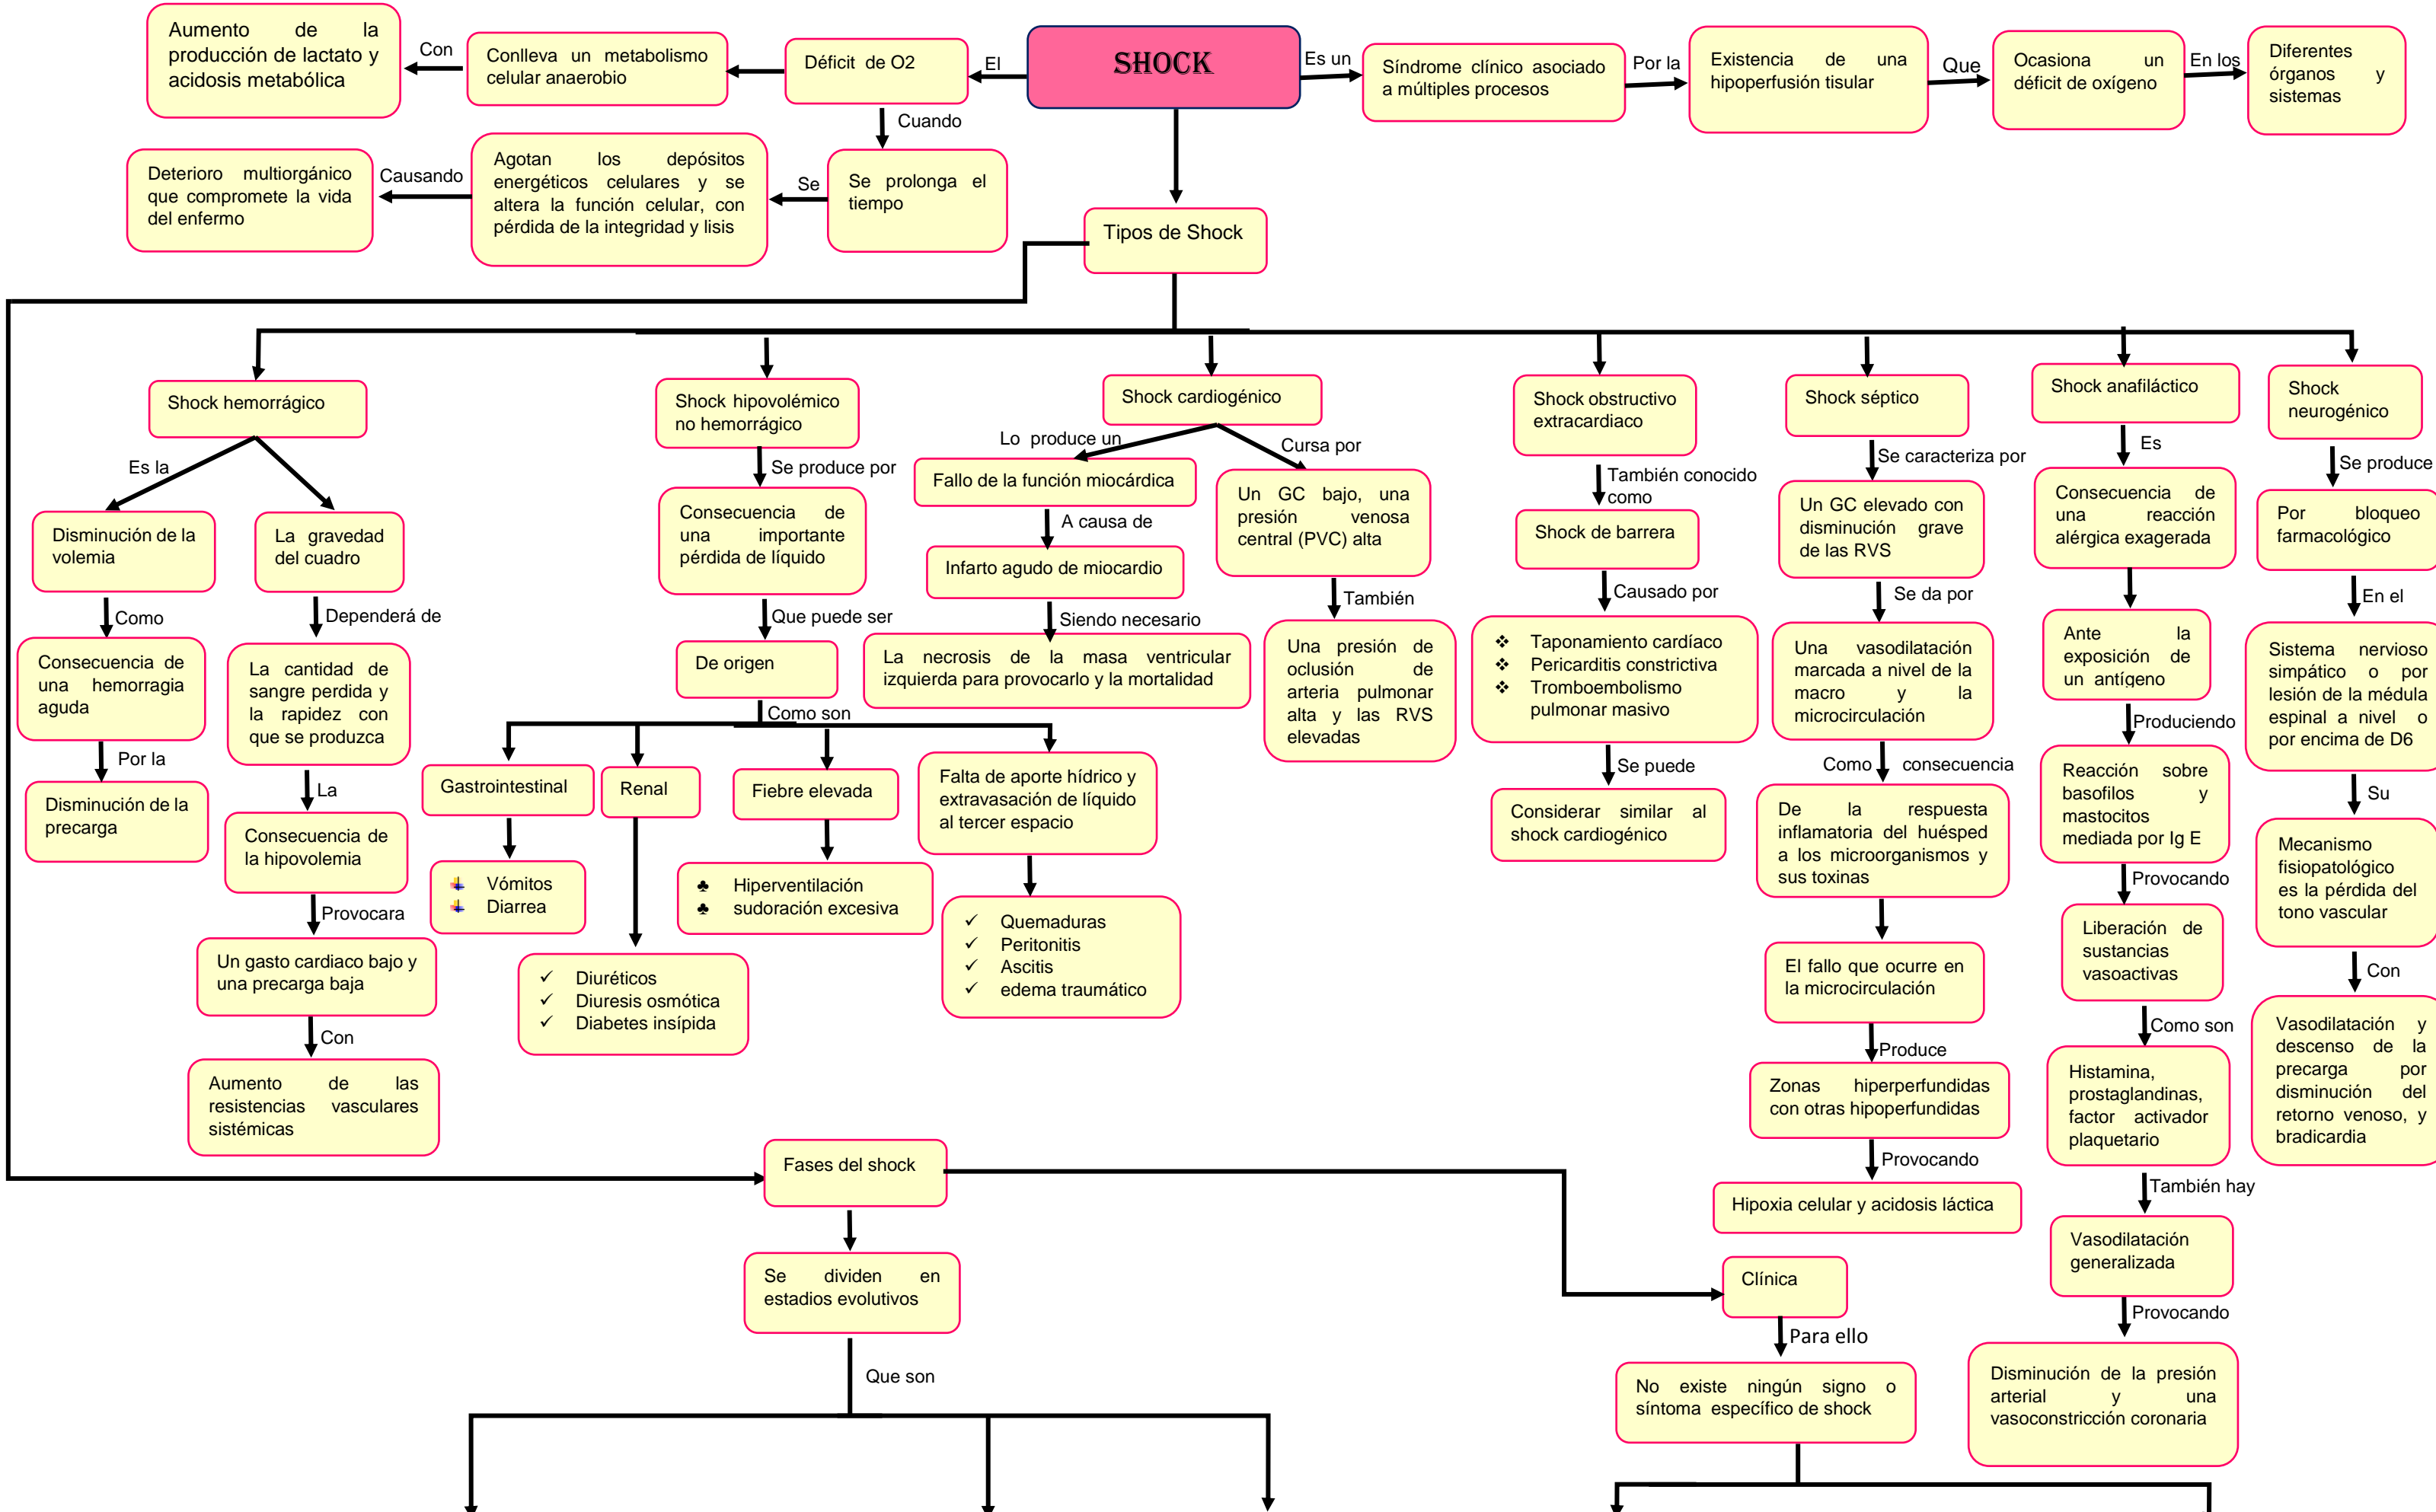 SHOCK
Es un
Síndrome clínico asociado
a múltiples procesos
Por la
Existencia de una
hipoperfusión tisular
Que
Ocasiona un
déficit de oxígeno
En los
Diferentes
órganos y
sistemas
El
Déficit de O2
Conlleva un metabolismo
celular anaerobio
Con
Aumento de la
producción de lactato y
acidosis metabólica
Cuando
Se prolonga el
tiempo
Se
Agotan los depósitos
energéticos celulares y se
altera la función celular, con
pérdida de la integridad y lisis
Causando
Deterioro multiorgánico
que compromete la vida
del enfermo
Tipos de Shock
Shock hemorrágico
Es la
Disminución de la
volemia
Como
Consecuencia de
una hemorragia
aguda
Por la
Disminución de la
precarga
La gravedad
del cuadro
Dependerá de
La cantidad de
sangre perdida y
la rapidez con
que se produzca
La
Consecuencia de
la hipovolemia
Provocara
Un gasto cardiaco bajo y
una precarga baja
Con
Aumento de las
resistencias vasculares
sistémicas
Shock hipovolémico
no hemorrágico
Se produce por
Consecuencia de
una importante
pérdida de líquido
Que puede ser
De origen
Como son
Gastrointestinal
Vómitos
Diarrea
Renal
Diuréticos
Diuresis osmótica
Diabetes insípida
Fiebre elevada
Hiperventilación
sudoración excesiva
Falta de aporte hídrico y
extravasación de líquido
al tercer espacio
Quemaduras
Peritonitis
Ascitis
edema traumático
Shock cardiogénico
Lo produce un
Fallo de la función miocárdica
A causa de
Infarto agudo de miocardio
Siendo necesario
La necrosis de la masa ventricular
izquierda para provocarlo y la mortalidad
Cursa por
Un GC bajo, una
presión venosa
central (PVC) alta
También
Una presión de
oclusión de
arteria pulmonar
alta y las RVS
elevadas
Shock obstructivo
extracardiaco
También conocido
como
Shock de barrera
Causado por
Taponamiento cardíaco
Pericarditis constrictiva
Tromboembolismo
pulmonar masivo
Se puede
Considerar similar al
shock cardiogénico
Shock séptico
Se caracteriza por
Un GC elevado con
disminución grave
de las RVS
Se da por
Una vasodilatación
marcada a nivel de la
macro y la
microcirculación
Como consecuencia
De la respuesta
inflamatoria del huésped
a los microorganismos y
sus toxinas
El fallo que ocurre en
la microcirculación
Produce
Zonas hiperperfundidas
con otras hipoperfundidas
Provocando
Hipoxia celular y acidosis láctica
Shock anafiláctico
Es
Consecuencia de
una reacción
alérgica exagerada
Ante la
exposición de
un antígeno
Produciendo
Reacción sobre
basofilos y
mastocitos
mediada por Ig E
Provocando
Liberación de
sustancias
vasoactivas
Como son
Histamina,
prostaglandinas,
factor activador
plaquetario
También hay
Vasodilatación
generalizada
Provocando
Disminución de la presión
arterial y una
vasoconstricción coronaria
Shock
neurogénico
Se produce
Por bloqueo
farmacológico
En el
Sistema nervioso
simpático o por
lesión de la médula
espinal a nivel o
por encima de D6
Su
Mecanismo
fisiopatológico
es la pérdida del
tono vascular
Con
Vasodilatación y
descenso de la
precarga por
disminución del
retorno venoso, y
bradicardia
Fases del shock
Se dividen en
estadios evolutivos
Que son
Clínica
Para ello
No existe ningún signo o
síntoma específico de shock